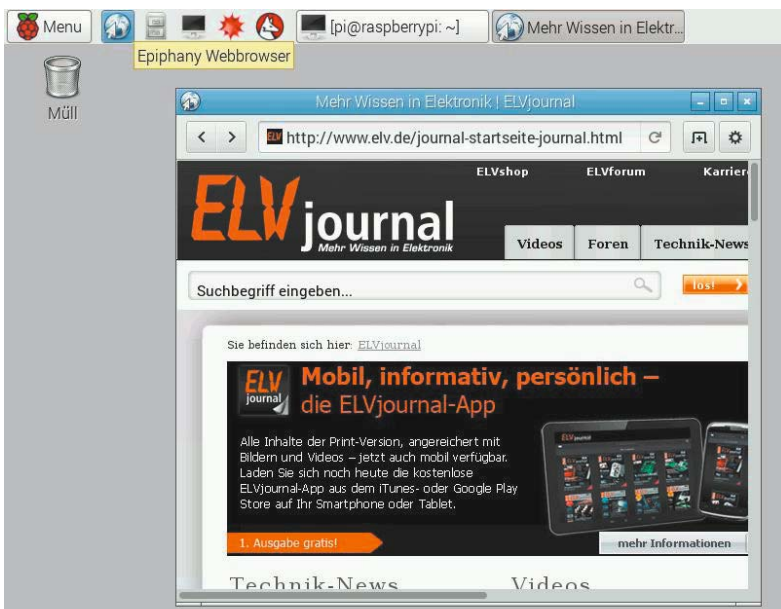 Menu
[pi@raspberrypi: ~]
Mehr Wissen in Elektr...
Epiphany Webbrowser
Müll
Mehr Wissen in Elektronik | ELVjournal
http://www.elv.de/journal-startseite-journal.html
ELVshop ELVforum Karrier
ELV journal
Mehr Wissen in Elektronik
Videos Foren Technik-News
Suchbegriff eingeben...
los!
Sie befinden sich hier: ELVjournal
ELV journal
Mobil, informativ, persönlich –
die ELVjournal-App
Alle Inhalte der Print-Version, angereichert mit
Bildern und Videos – jetzt auch mobil verfügbar.
Laden Sie sich noch heute die kostenlose
ELVjournal-App aus dem iTunes- oder Google Play
Store auf Ihr Smartphone oder Tablet.
1. Ausgabe gratis!
mehr Informationen
Technik-News Videos